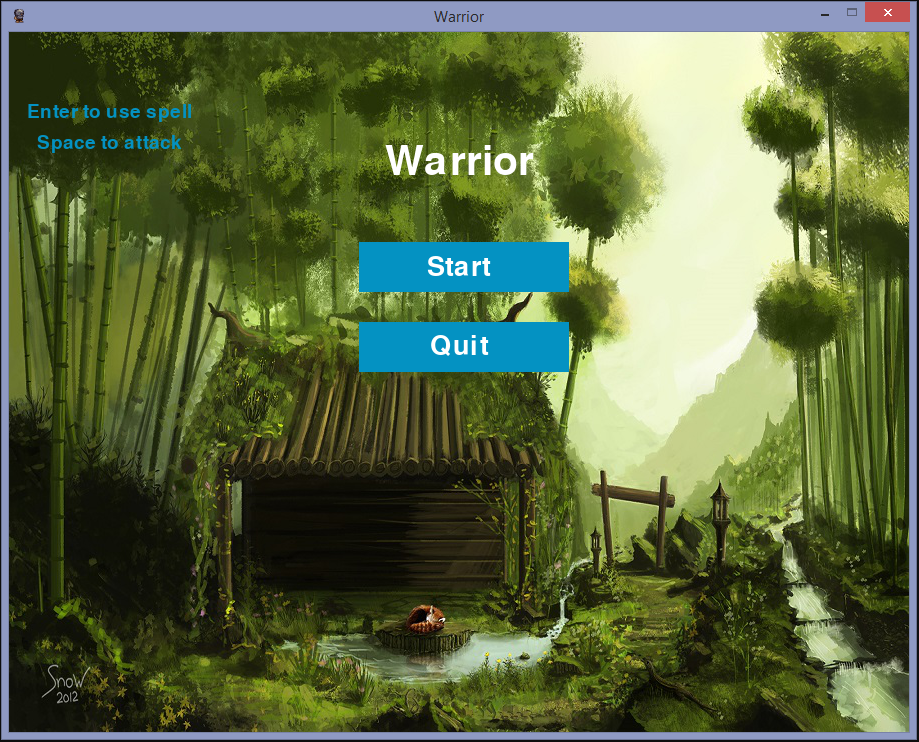 Warrior
Enter to use spell
Space to attack
Warrior
Start
Quit
Snow
2012